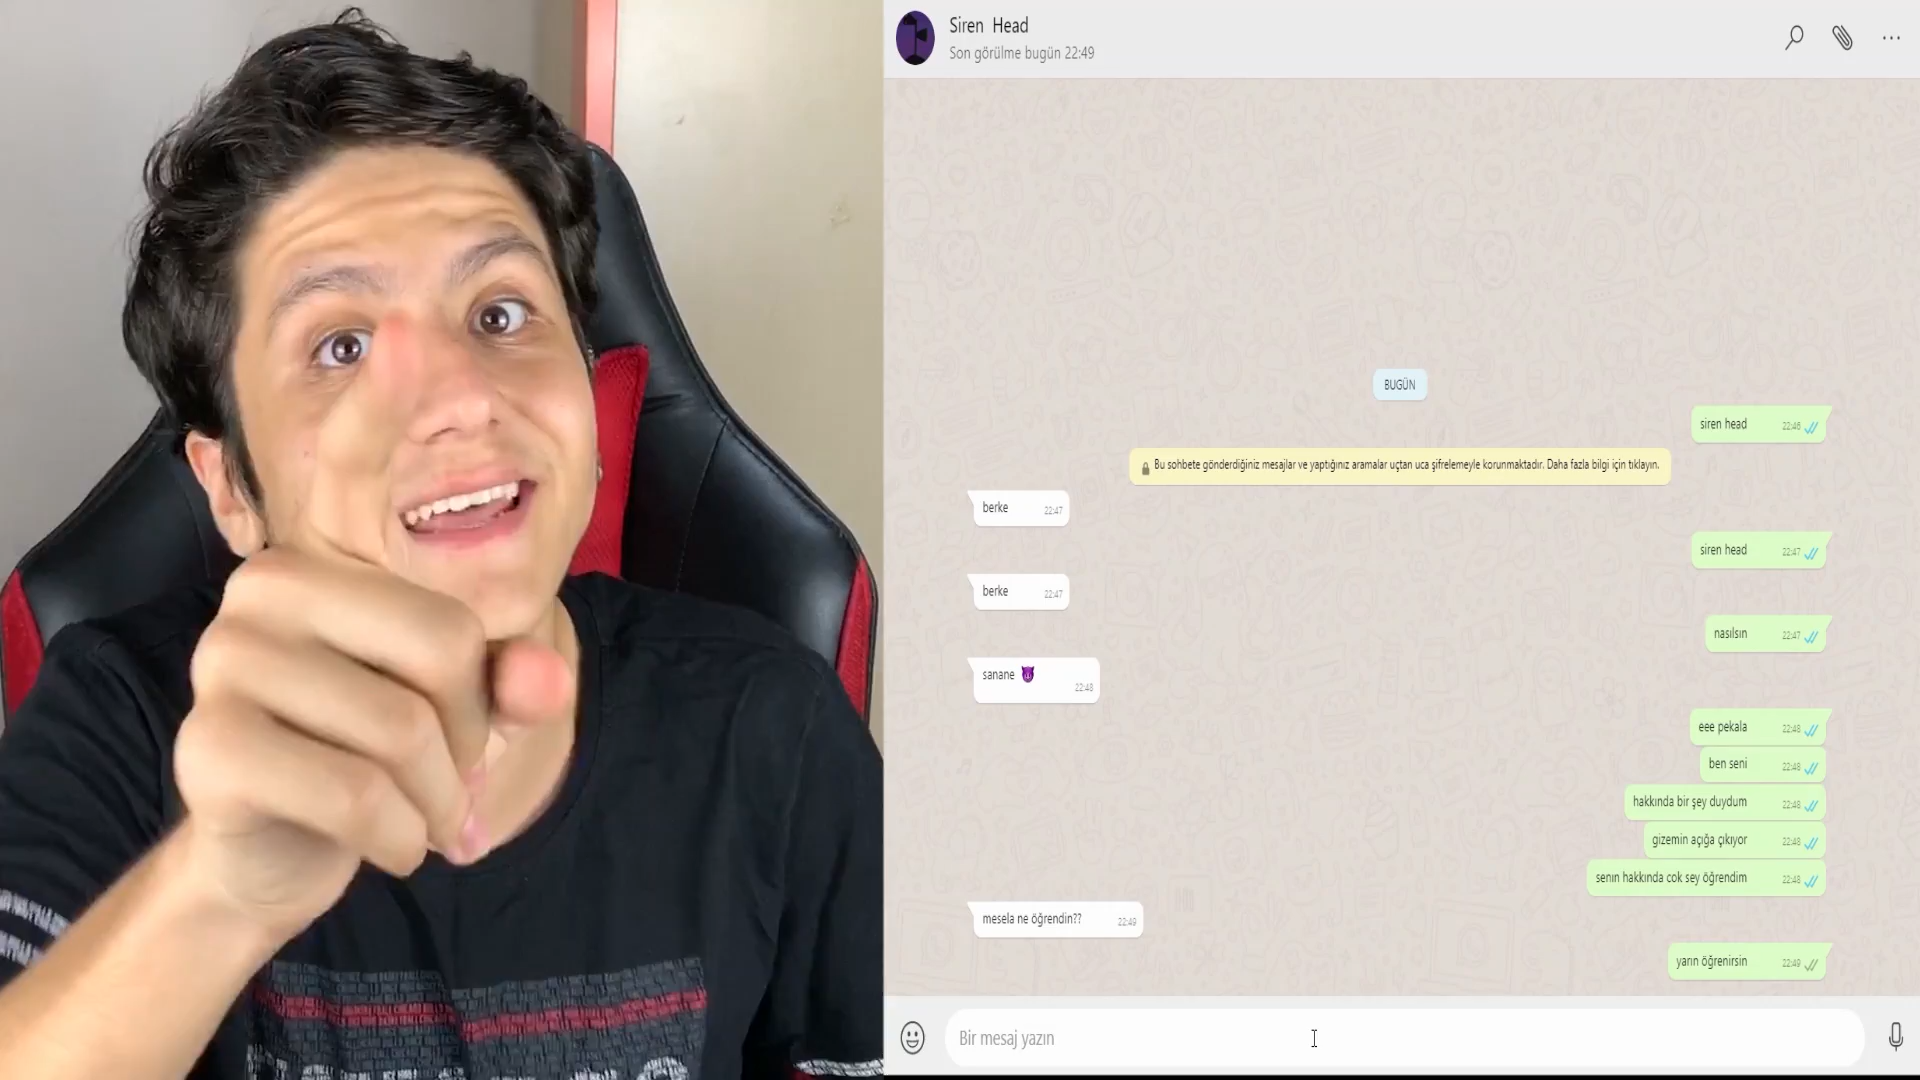 Siren Head
Son görülme bugün 22:49
BUGÜN
siren head 22:46
Bu sohbete gönderdiğiniz mesajlar ve yaptığınız aramalar uçtan uca şifrelemeyle korunmaktadır. Daha fazla bilgi için tıklayın.
berke 22:47
siren head 22:47
berke 22:47
nasılsın 22:47
sanane 😈 22:48
eee pekala 22:48
ben seni 22:48
hakkında bir şey duydum 22:48
gizemin açığa çıkıyor 22:48
senın hakkında cok sey öğrendim 22:48
mesela ne öğrendin?? 22:49
yarın öğrenirsin 22:49
Bir mesaj yazın